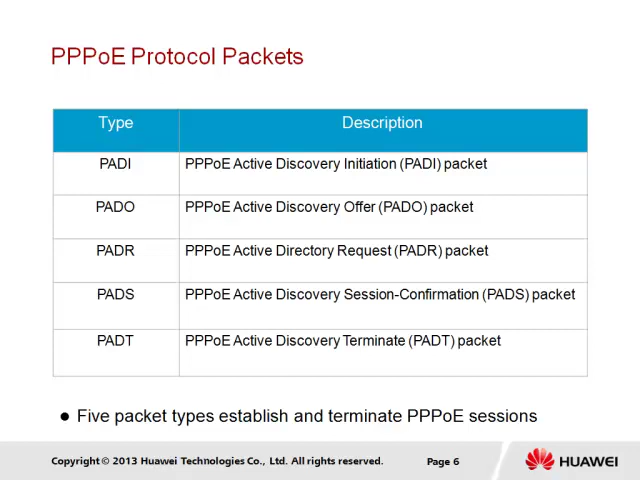 PPPoE Protocol Packets
Type Description
PADI PPPoE Active Discovery Initiation (PADI) packet
PADO PPPoE Active Discovery Offer (PADO) packet
PADR PPPoE Active Directory Request (PADR) packet
PADS PPPoE Active Discovery Session-Confirmation (PADS) packet
PADT PPPoE Active Discovery Terminate (PADT) packet
● Five packet types establish and terminate PPPoE sessions
Copyright © 2013 Huawei Technologies Co., Ltd. All rights reserved. Page 6 HUAWEI